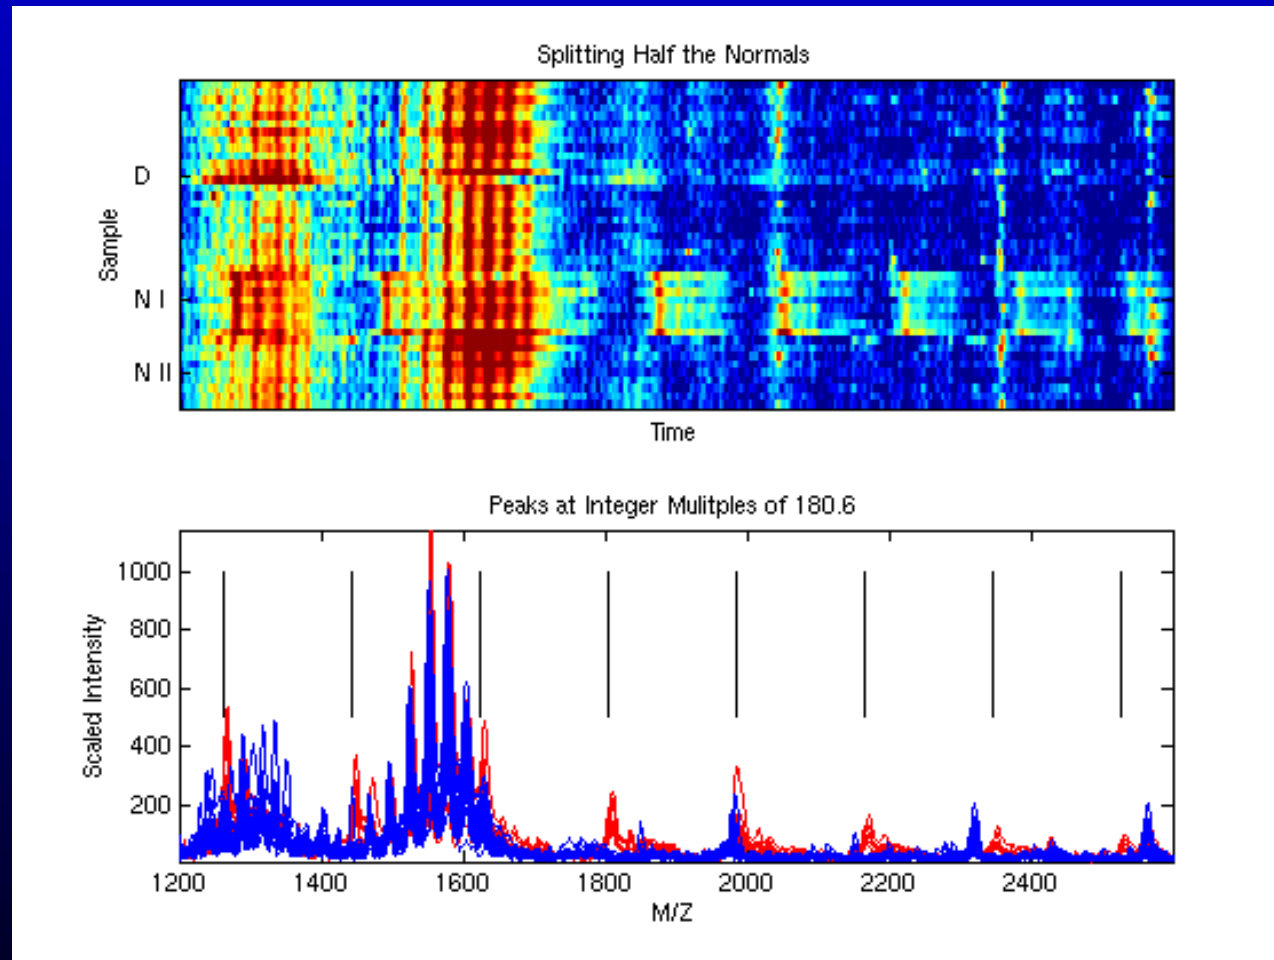 Splitting Half the Normals
Sample
D
N I
N II
Time
Peaks at Integer Mulitples of 180.6
Scaled Intensity
1000
800
600
400
200
1200 1400 1600 1800 2000 2200 2400
M/Z